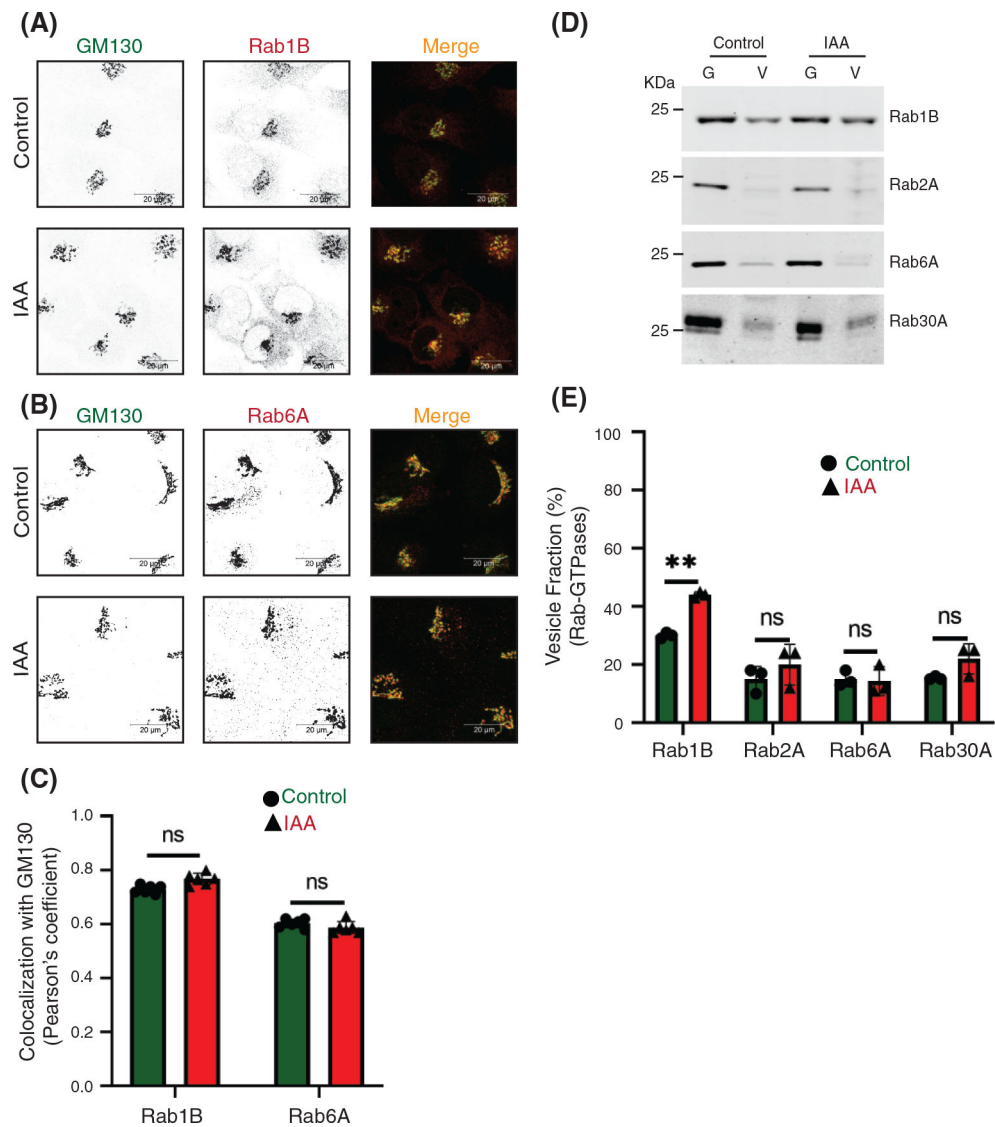 (A)
GM130 Rab1B Merge
Control
20 µm 20 µm 20 µm
IAA
20 µm 20 µm 20 µm
(B)
GM130 Rab6A Merge
Control
20 µm 20 µm 20 µm
IAA
20 µm 20 µm 20 µm
(C)
Control
IAA
Colocalization with GM130
(Pearson's coefficient)
1.0
0.8
0.6
0.4
0.2
0.0
ns
ns
Rab1B Rab6A
(D)
Control IAA
G V G V
KDa
25 Rab1B
25 Rab2A
25 Rab6A
25 Rab30A
(E)
Control
IAA
Vesicle Fraction (%)
(Rab-GTPases)
100
80
60
40
20
0
** ns ns ns
Rab1B Rab2A Rab6A Rab30A